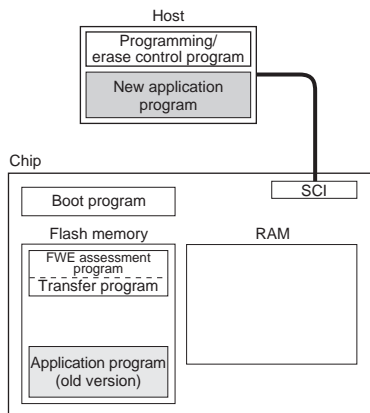 Host
Programming/
erase control program
New application
program
Chip
SCI
Boot program
Flash memory
RAM
FWE assessment
program
Transfer program
Application program
(old version)